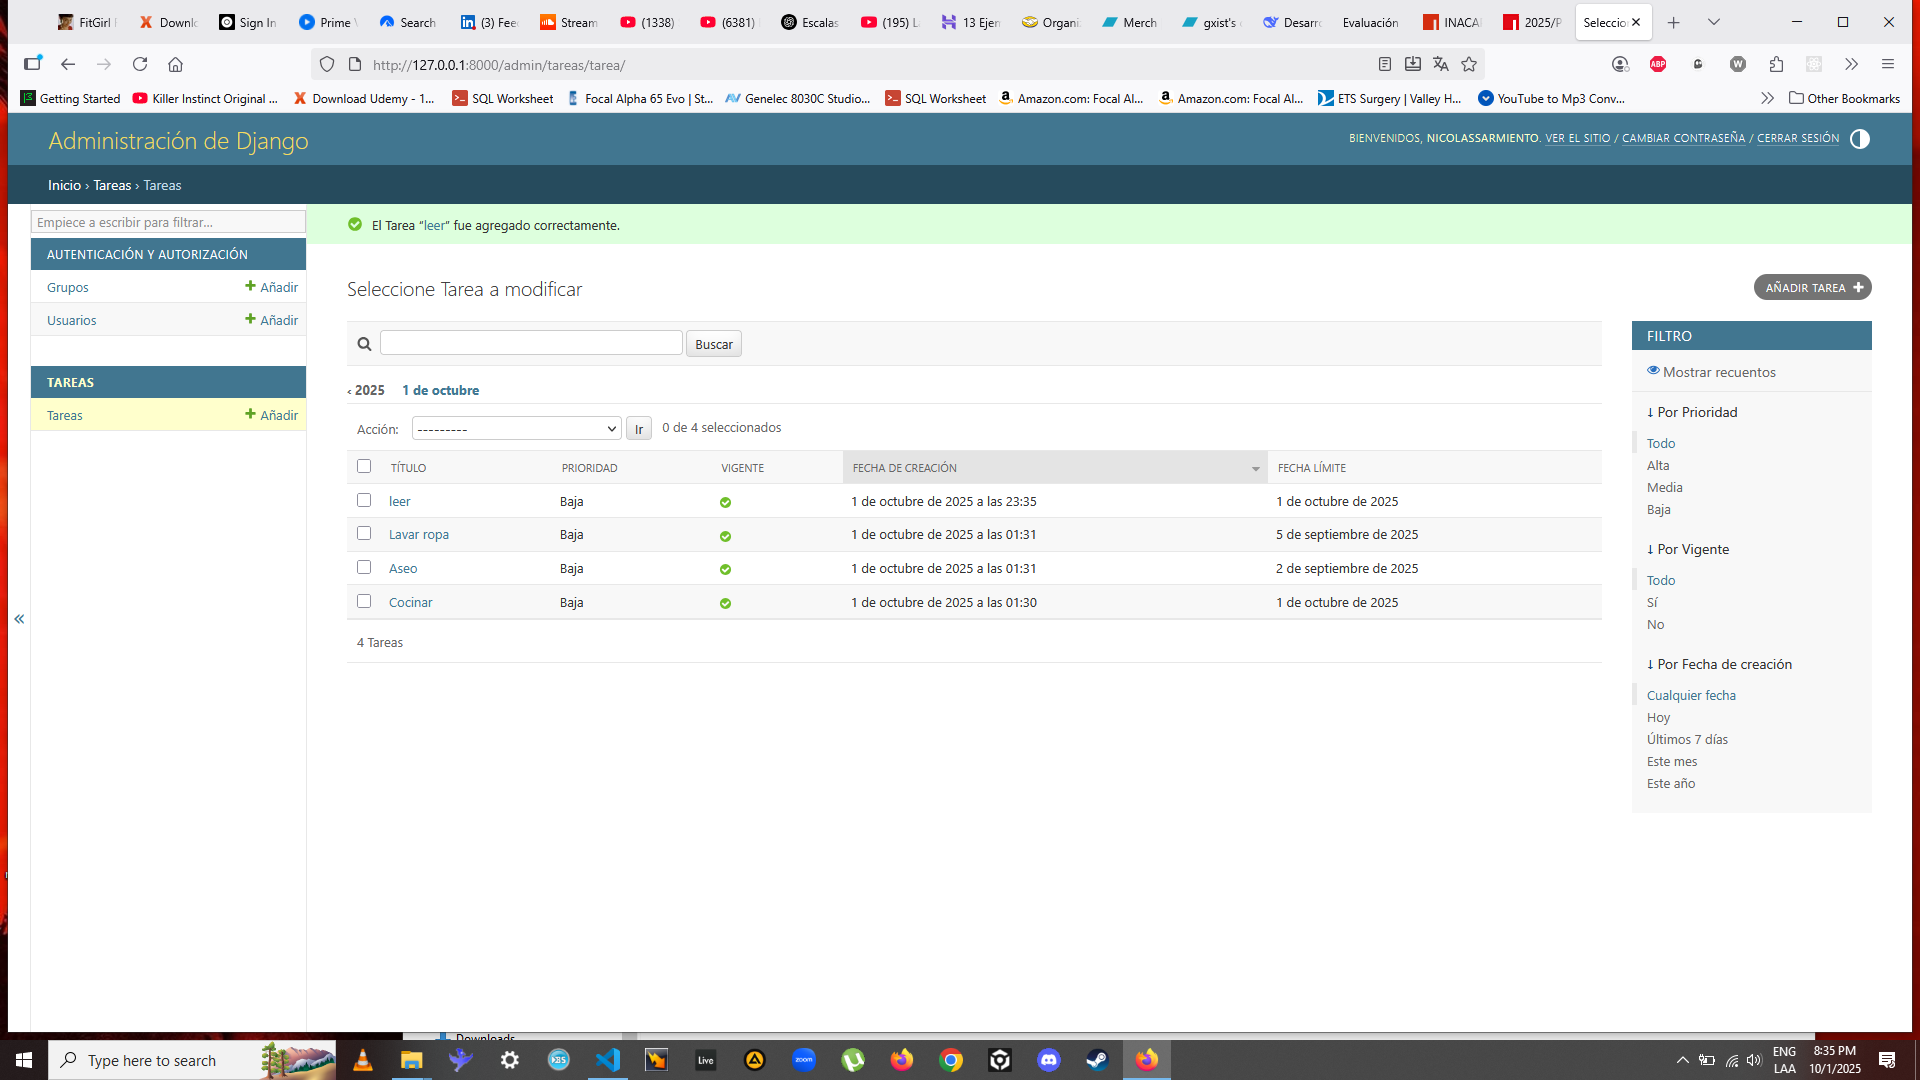 FitGirl
Downl
Sign In
Prime
Search
(3) Fee
Stream
(1338)
(6381)
Escalas
(195) L
13 Ejem
Organi
Merch
gxist's
Desarr
Evaluación
INACA
2025/P
Seleccio
http://127.0.0.1:8000/admin/tareas/tarea/
Getting Started
Killer Instinct Original ...
Download Udemy - 1...
SQL Worksheet
Focal Alpha 65 Evo | St...
Genelec 8030C Studio...
SQL Worksheet
Amazon.com: Focal Al...
Amazon.com: Focal Al...
ETS Surgery | Valley H...
YouTube to Mp3 Conv...
Other Bookmarks
Administración de Django
BIENVENIDOS, NICOLASSARMIENTO. VER EL SITIO / CAMBIAR CONTRASEÑA / CERRAR SESIÓN
Inicio › Tareas › Tareas
Empiece a escribir para filtrar...
AUTENTICACIÓN Y AUTORIZACIÓN
Grupos + Añadir
Usuarios + Añadir
TAREAS
Tareas + Añadir
El Tarea “leer” fue agregado correctamente.
Seleccione Tarea a modificar
AÑADIR TAREA +
Buscar
‹ 2025 1 de octubre
Acción: --------- Ir 0 de 4 seleccionados
TÍTULO PRIORIDAD VIGENTE FECHA DE CREACIÓN FECHA LÍMITE
leer Baja 1 de octubre de 2025 a las 23:35 1 de octubre de 2025
Lavar ropa Baja 1 de octubre de 2025 a las 01:31 5 de septiembre de 2025
Aseo Baja 1 de octubre de 2025 a las 01:31 2 de septiembre de 2025
Cocinar Baja 1 de octubre de 2025 a las 01:30 1 de octubre de 2025
4 Tareas
FILTRO
Mostrar recuentos
↓ Por Prioridad
Todo
Alta
Media
Baja
↓ Por Vigente
Todo
Sí
No
↓ Por Fecha de creación
Cualquier fecha
Hoy
Últimos 7 días
Este mes
Este año
«
Downloads
Type here to search
Live
zoom
ENG
LAA
8:35 PM
10/1/2025